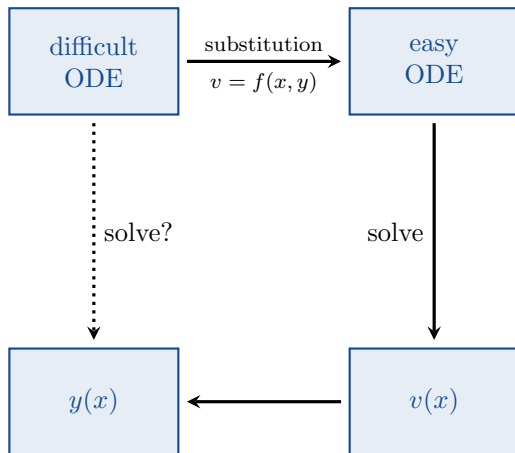 difficult
ODE
substitution
v = f(x, y)
easy
ODE
solve?
solve
y(x)
v(x)